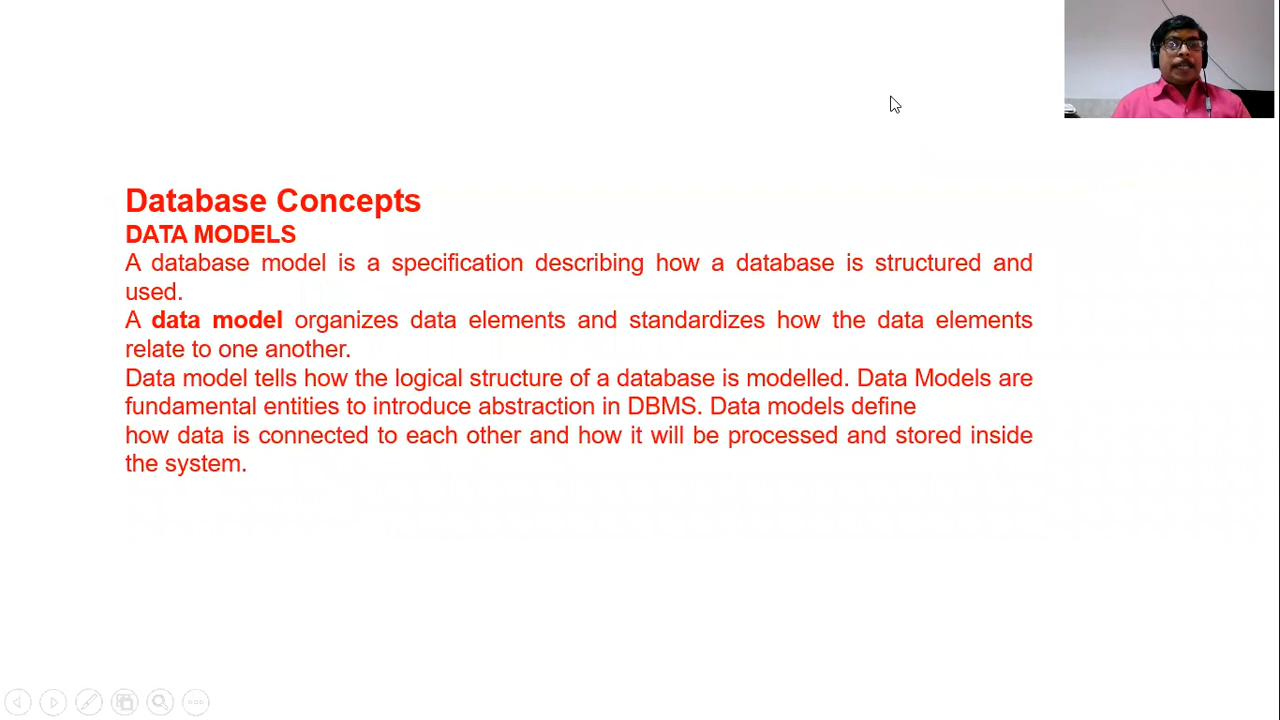 Database Concepts
DATA MODELS
A database model is a specification describing how a database is structured and
used.
A data model organizes data elements and standardizes how the data elements
relate to one another.
Data model tells how the logical structure of a database is modelled. Data Models are
fundamental entities to introduce abstraction in DBMS. Data models define
how data is connected to each other and how it will be processed and stored inside
the system.